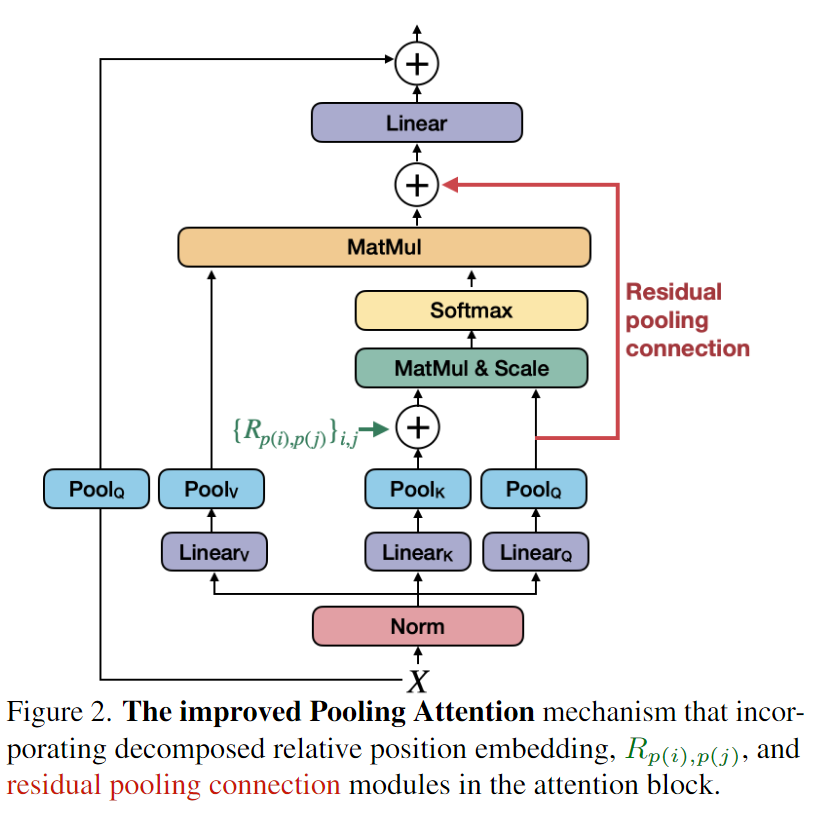 Linear
MatMul
Softmax
Residual
pooling
connection
MatMul & Scale
{R_{p(i),p(j)}}_{i,j}
Pool_Q Pool_V Pool_K Pool_Q
Linear_V Linear_K Linear_Q
Norm
X
Figure 2. The improved Pooling Attention mechanism that incor-
porating decomposed relative position embedding, R_{p(i),p(j)}, and
residual pooling connection modules in the attention block.